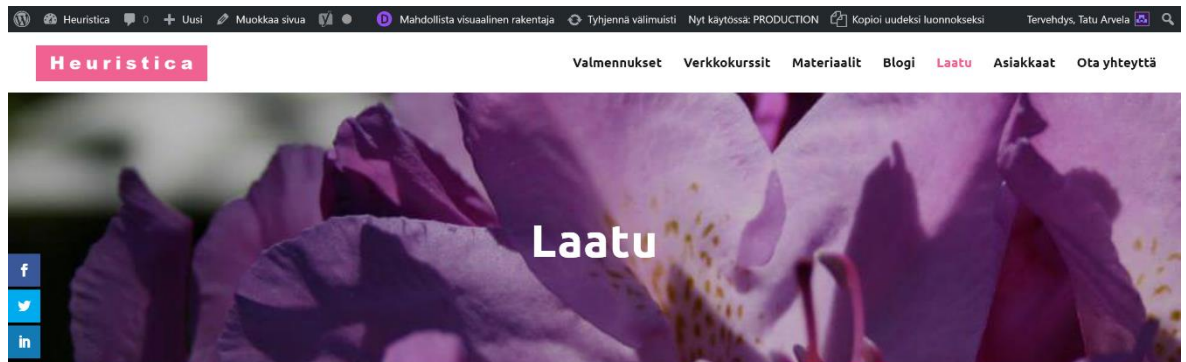 Heuristica 0 Uusi Muokkaa sivua Mahdollista visuaalinen rakentaja Tyhjennä välimuisti Nyt käytössä: PRODUCTION Kopioi uudeksi luonnokseksi Tervehdys, Tatu Arvela
Heuristica Valmennukset Verkkokurssit Materiaalit Blogi Laatu Asiakkaat Ota yhteyttä
Laatu